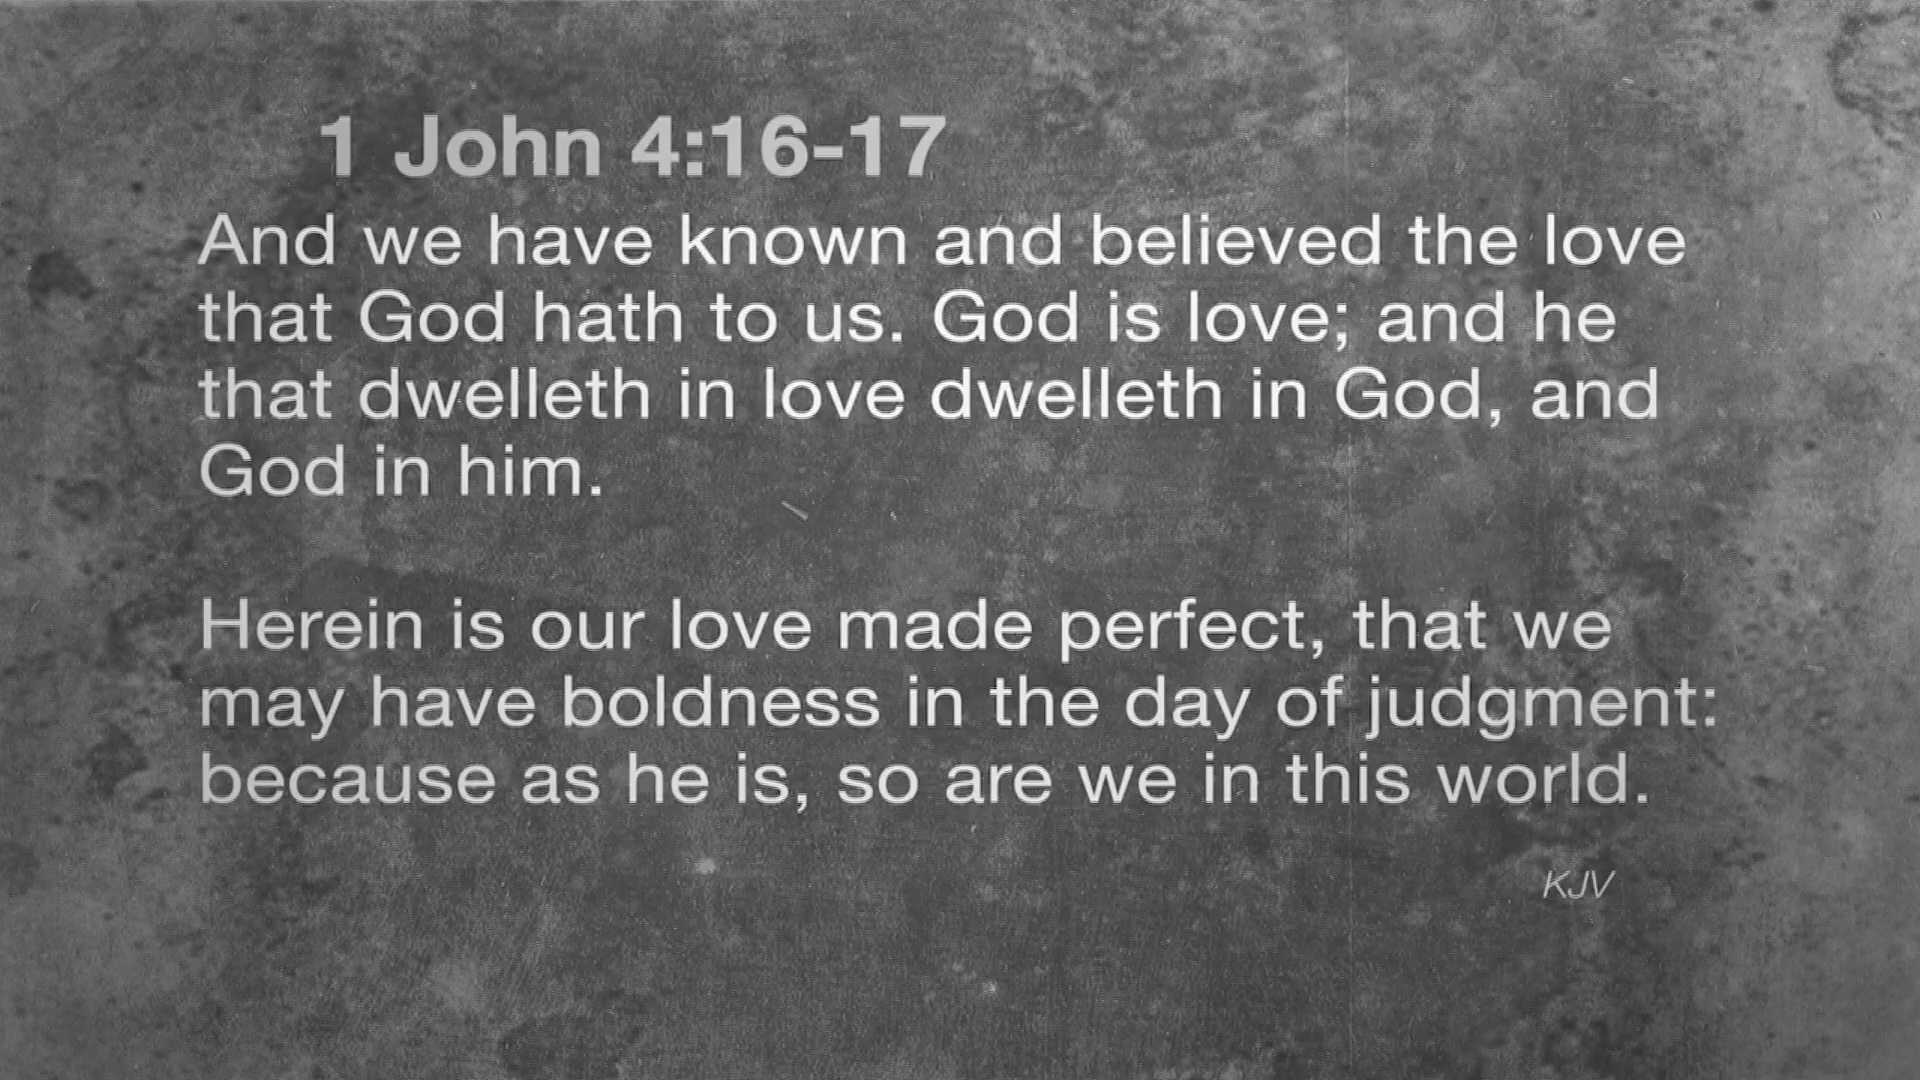 1 John 4:16-17
And we have known and believed the love
that God hath to us. God is love; and he
that dwelleth in love dwelleth in God, and
God in him.
Herein is our love made perfect, that we
may have boldness in the day of judgment:
because as he is, so are we in this world.
KJV